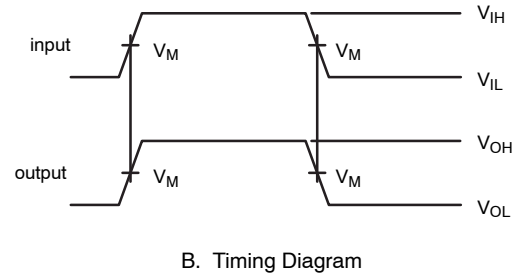 V_IH
input
V_M V_M
V_IL
V_OH
output
V_M V_M
V_OL
B. Timing Diagram